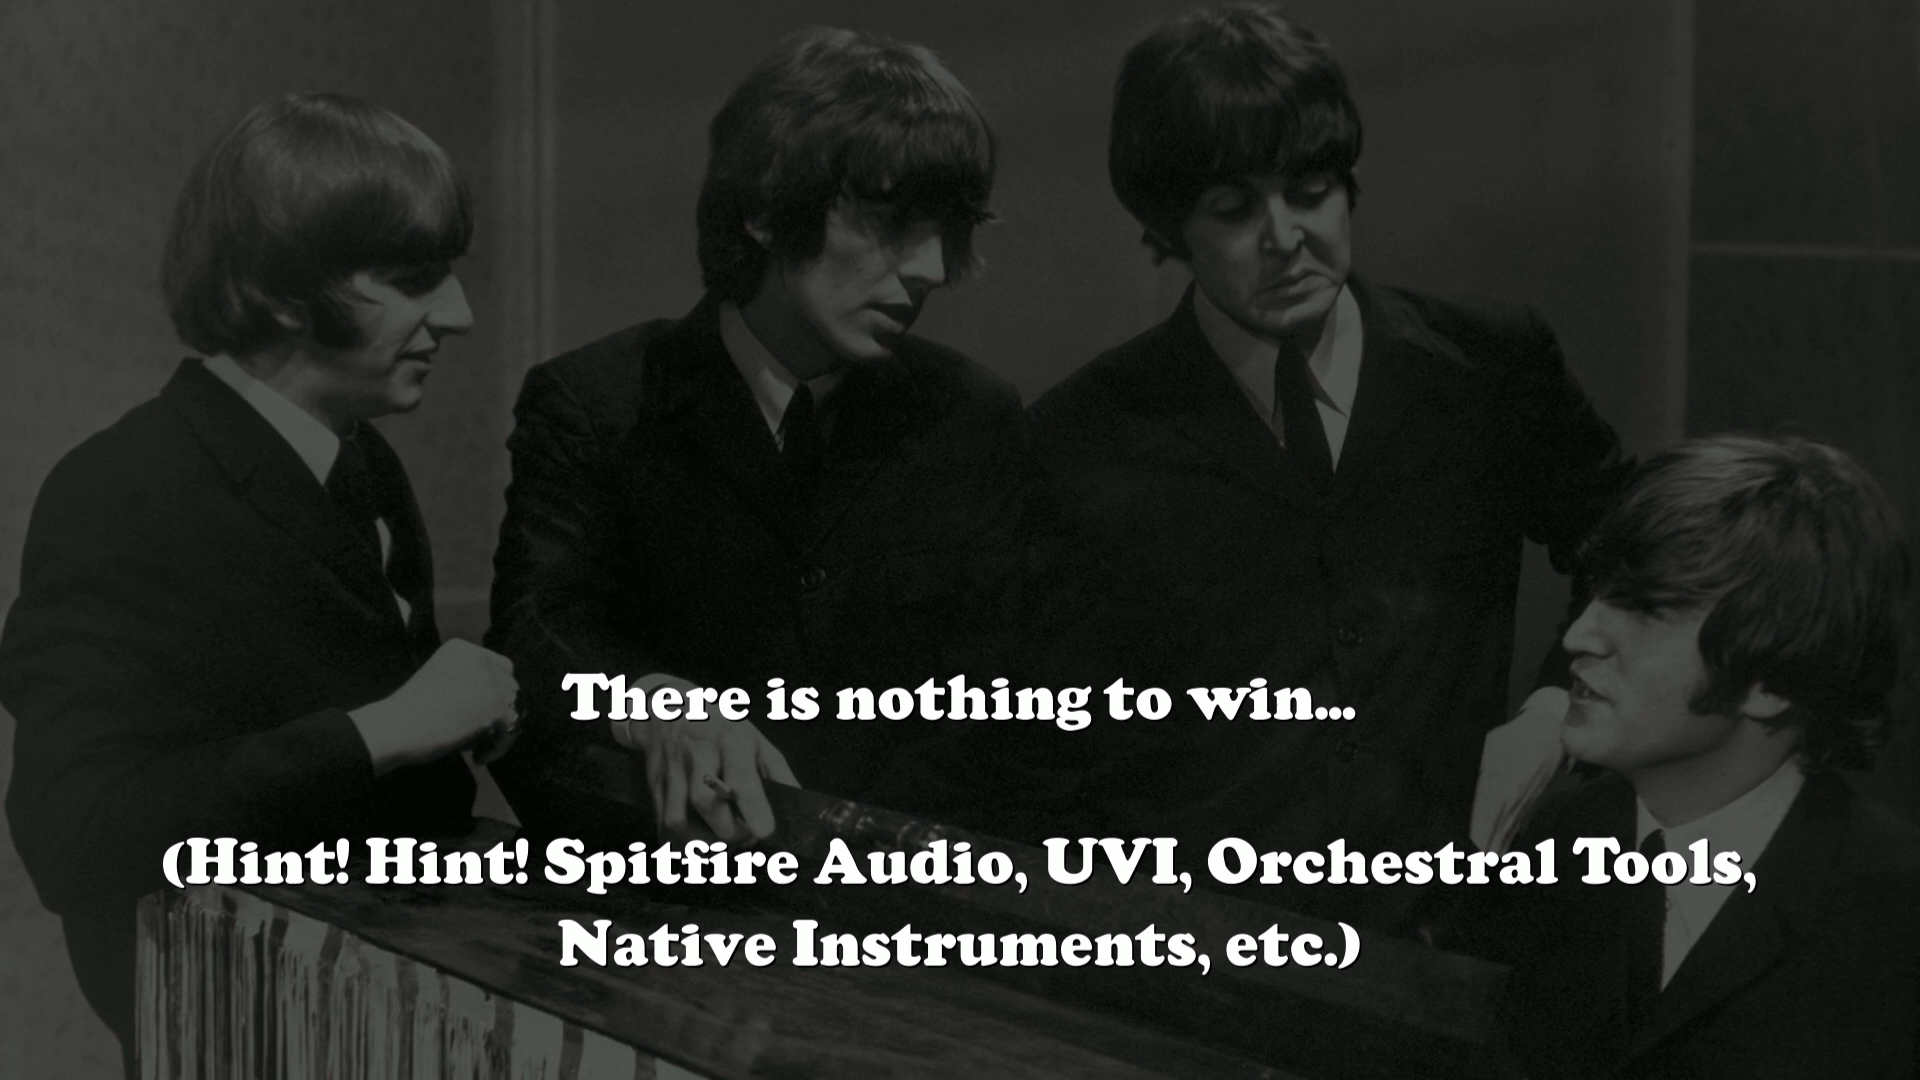 There is nothing to win...
(Hint! Hint! Spitfire Audio, UVI, Orchestral Tools,
Native Instruments, etc.)